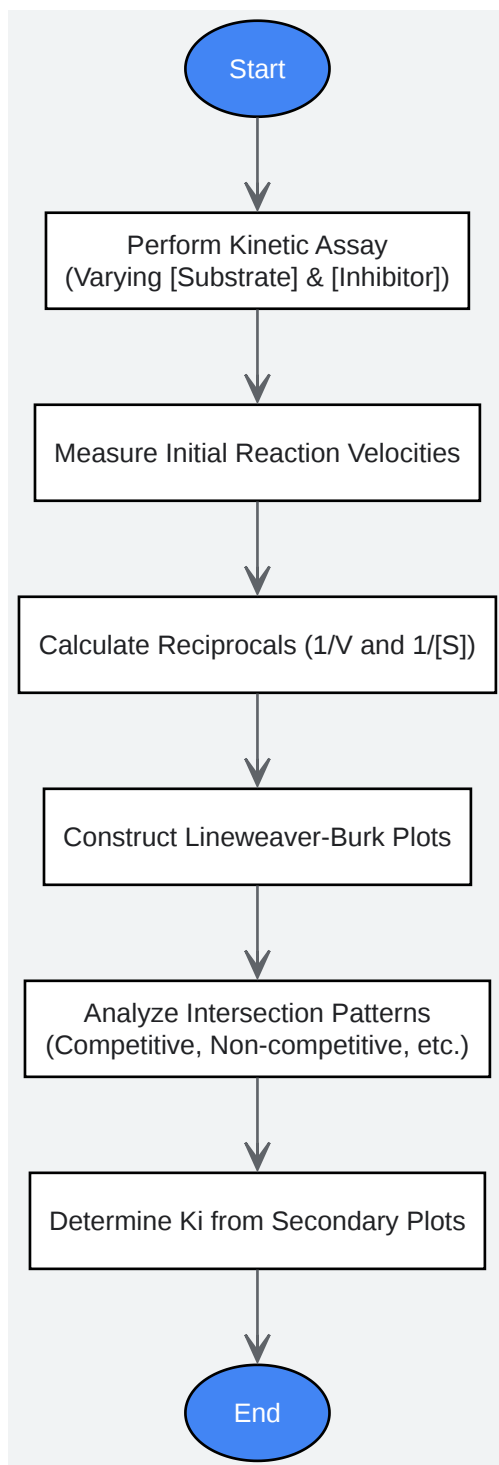 Start
Perform Kinetic Assay
(Varying [Substrate] & [Inhibitor])
Measure Initial Reaction Velocities
Calculate Reciprocals (1/V and 1/[S])
Construct Lineweaver-Burk Plots
Analyze Intersection Patterns
(Competitive, Non-competitive, etc.)
Determine Ki from Secondary Plots
End